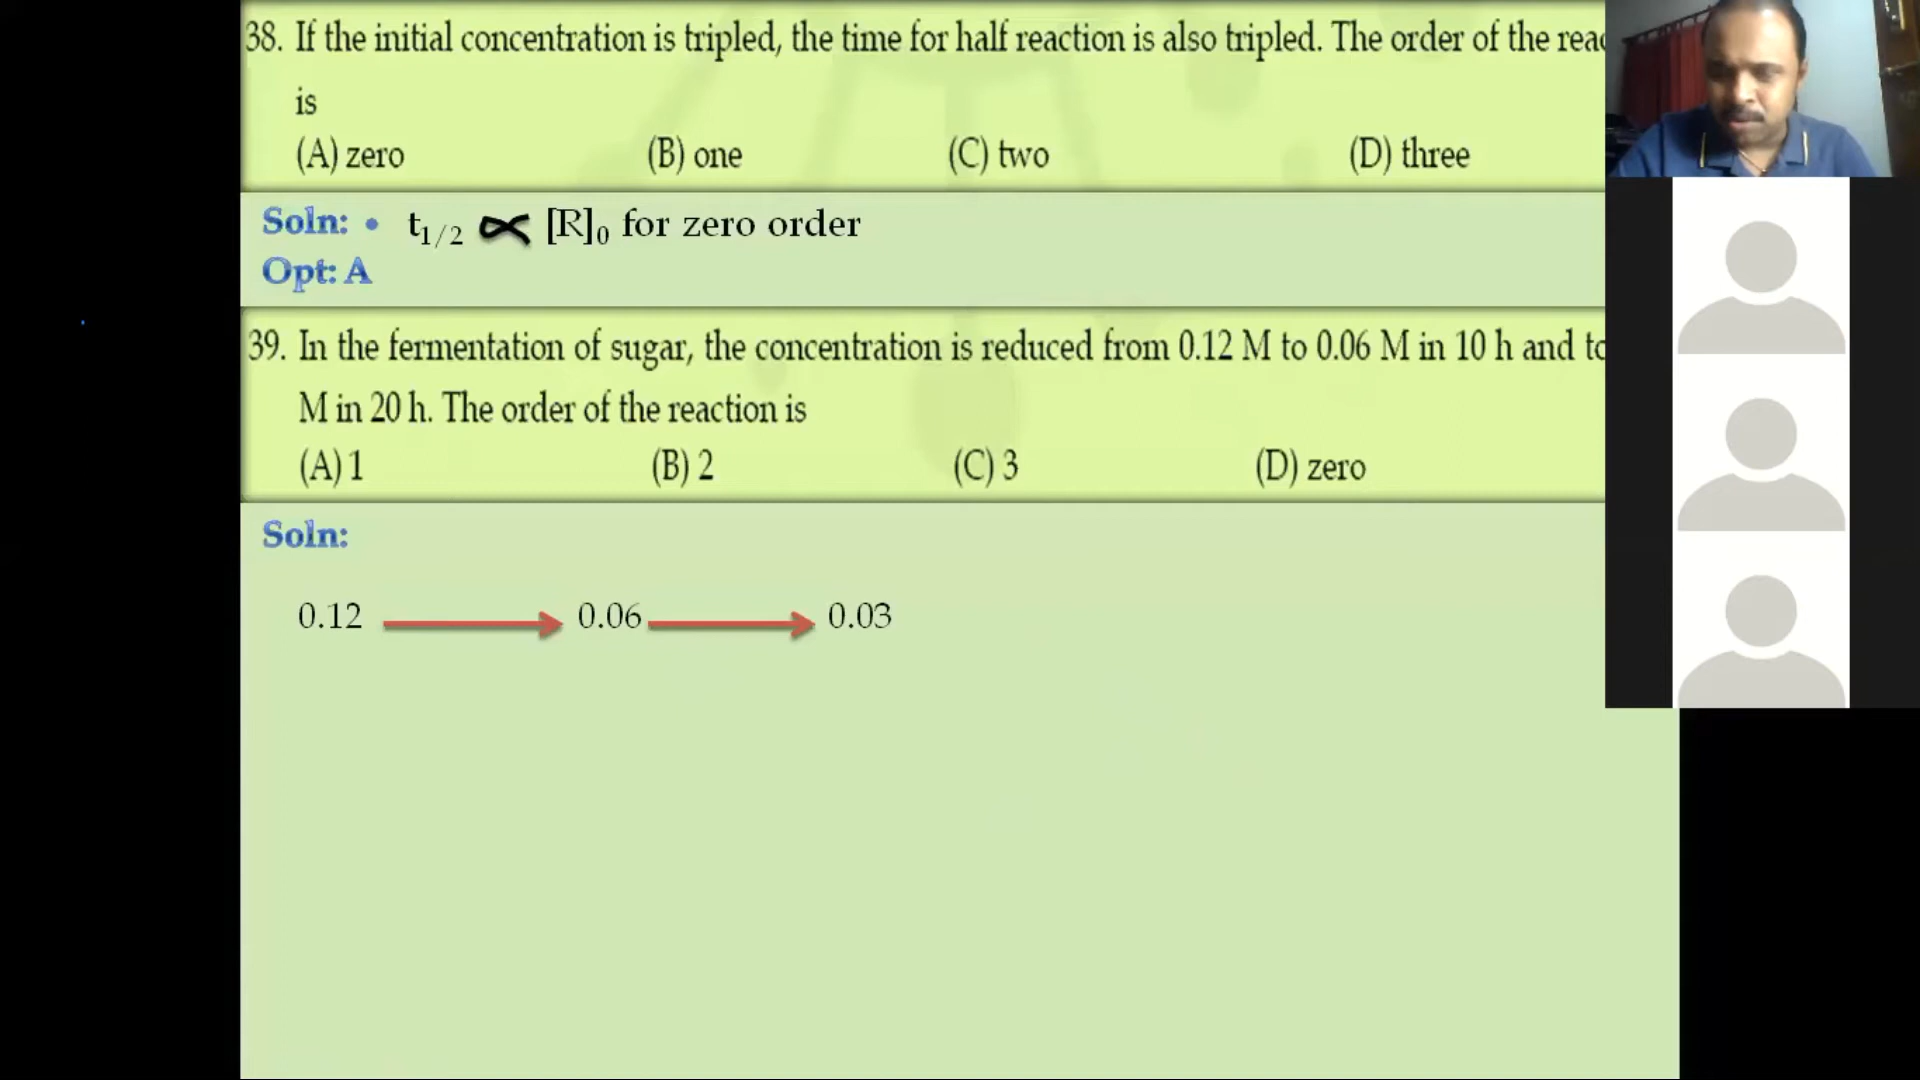 38. If the initial concentration is tripled, the time for half reaction is also tripled. The order of the
is
(A) zero (B) one (C) two (D) three
Soln: • t1/2 ∝ [R]0 for zero order
Opt: A
39. In the fermentation of sugar, the concentration is reduced from 0.12 M to 0.06 M in 10 h and
M in 20 h. The order of the reaction is
(A) 1 (B) 2 (C) 3 (D) zero
Soln:
0.12 0.06 0.03